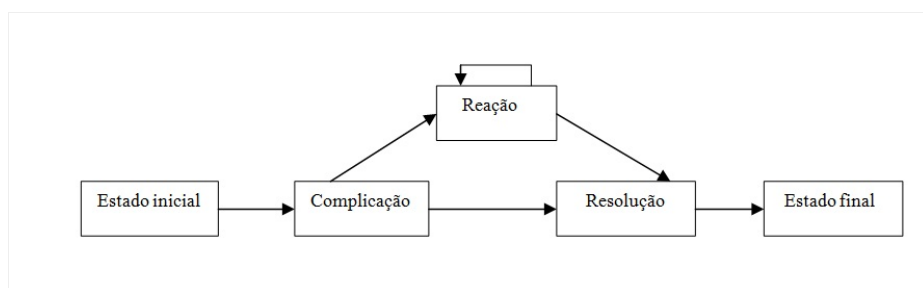 Reação
Estado inicial
Complicação
Resolução
Estado final